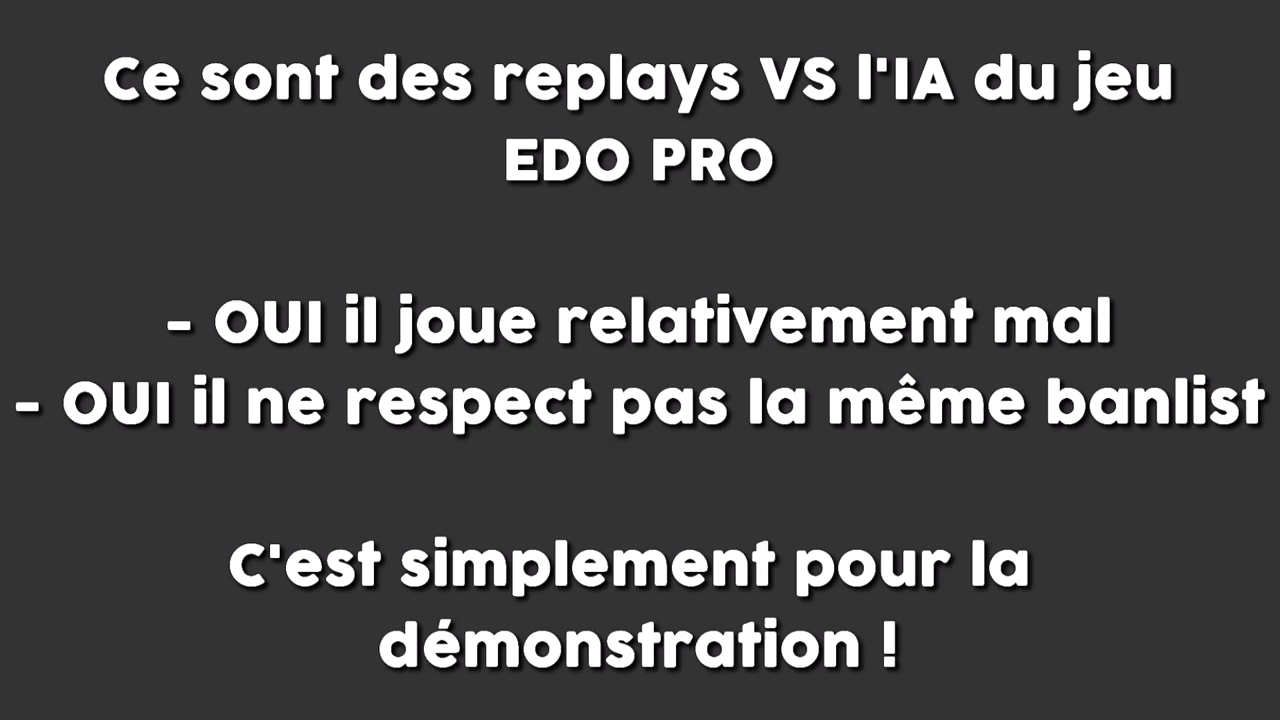 Ce sont des replays VS l'IA du jeu
EDO PRO
- OUI il joue relativement mal
- OUI il ne respect pas la même banlist
C'est simplement pour la
démonstration !